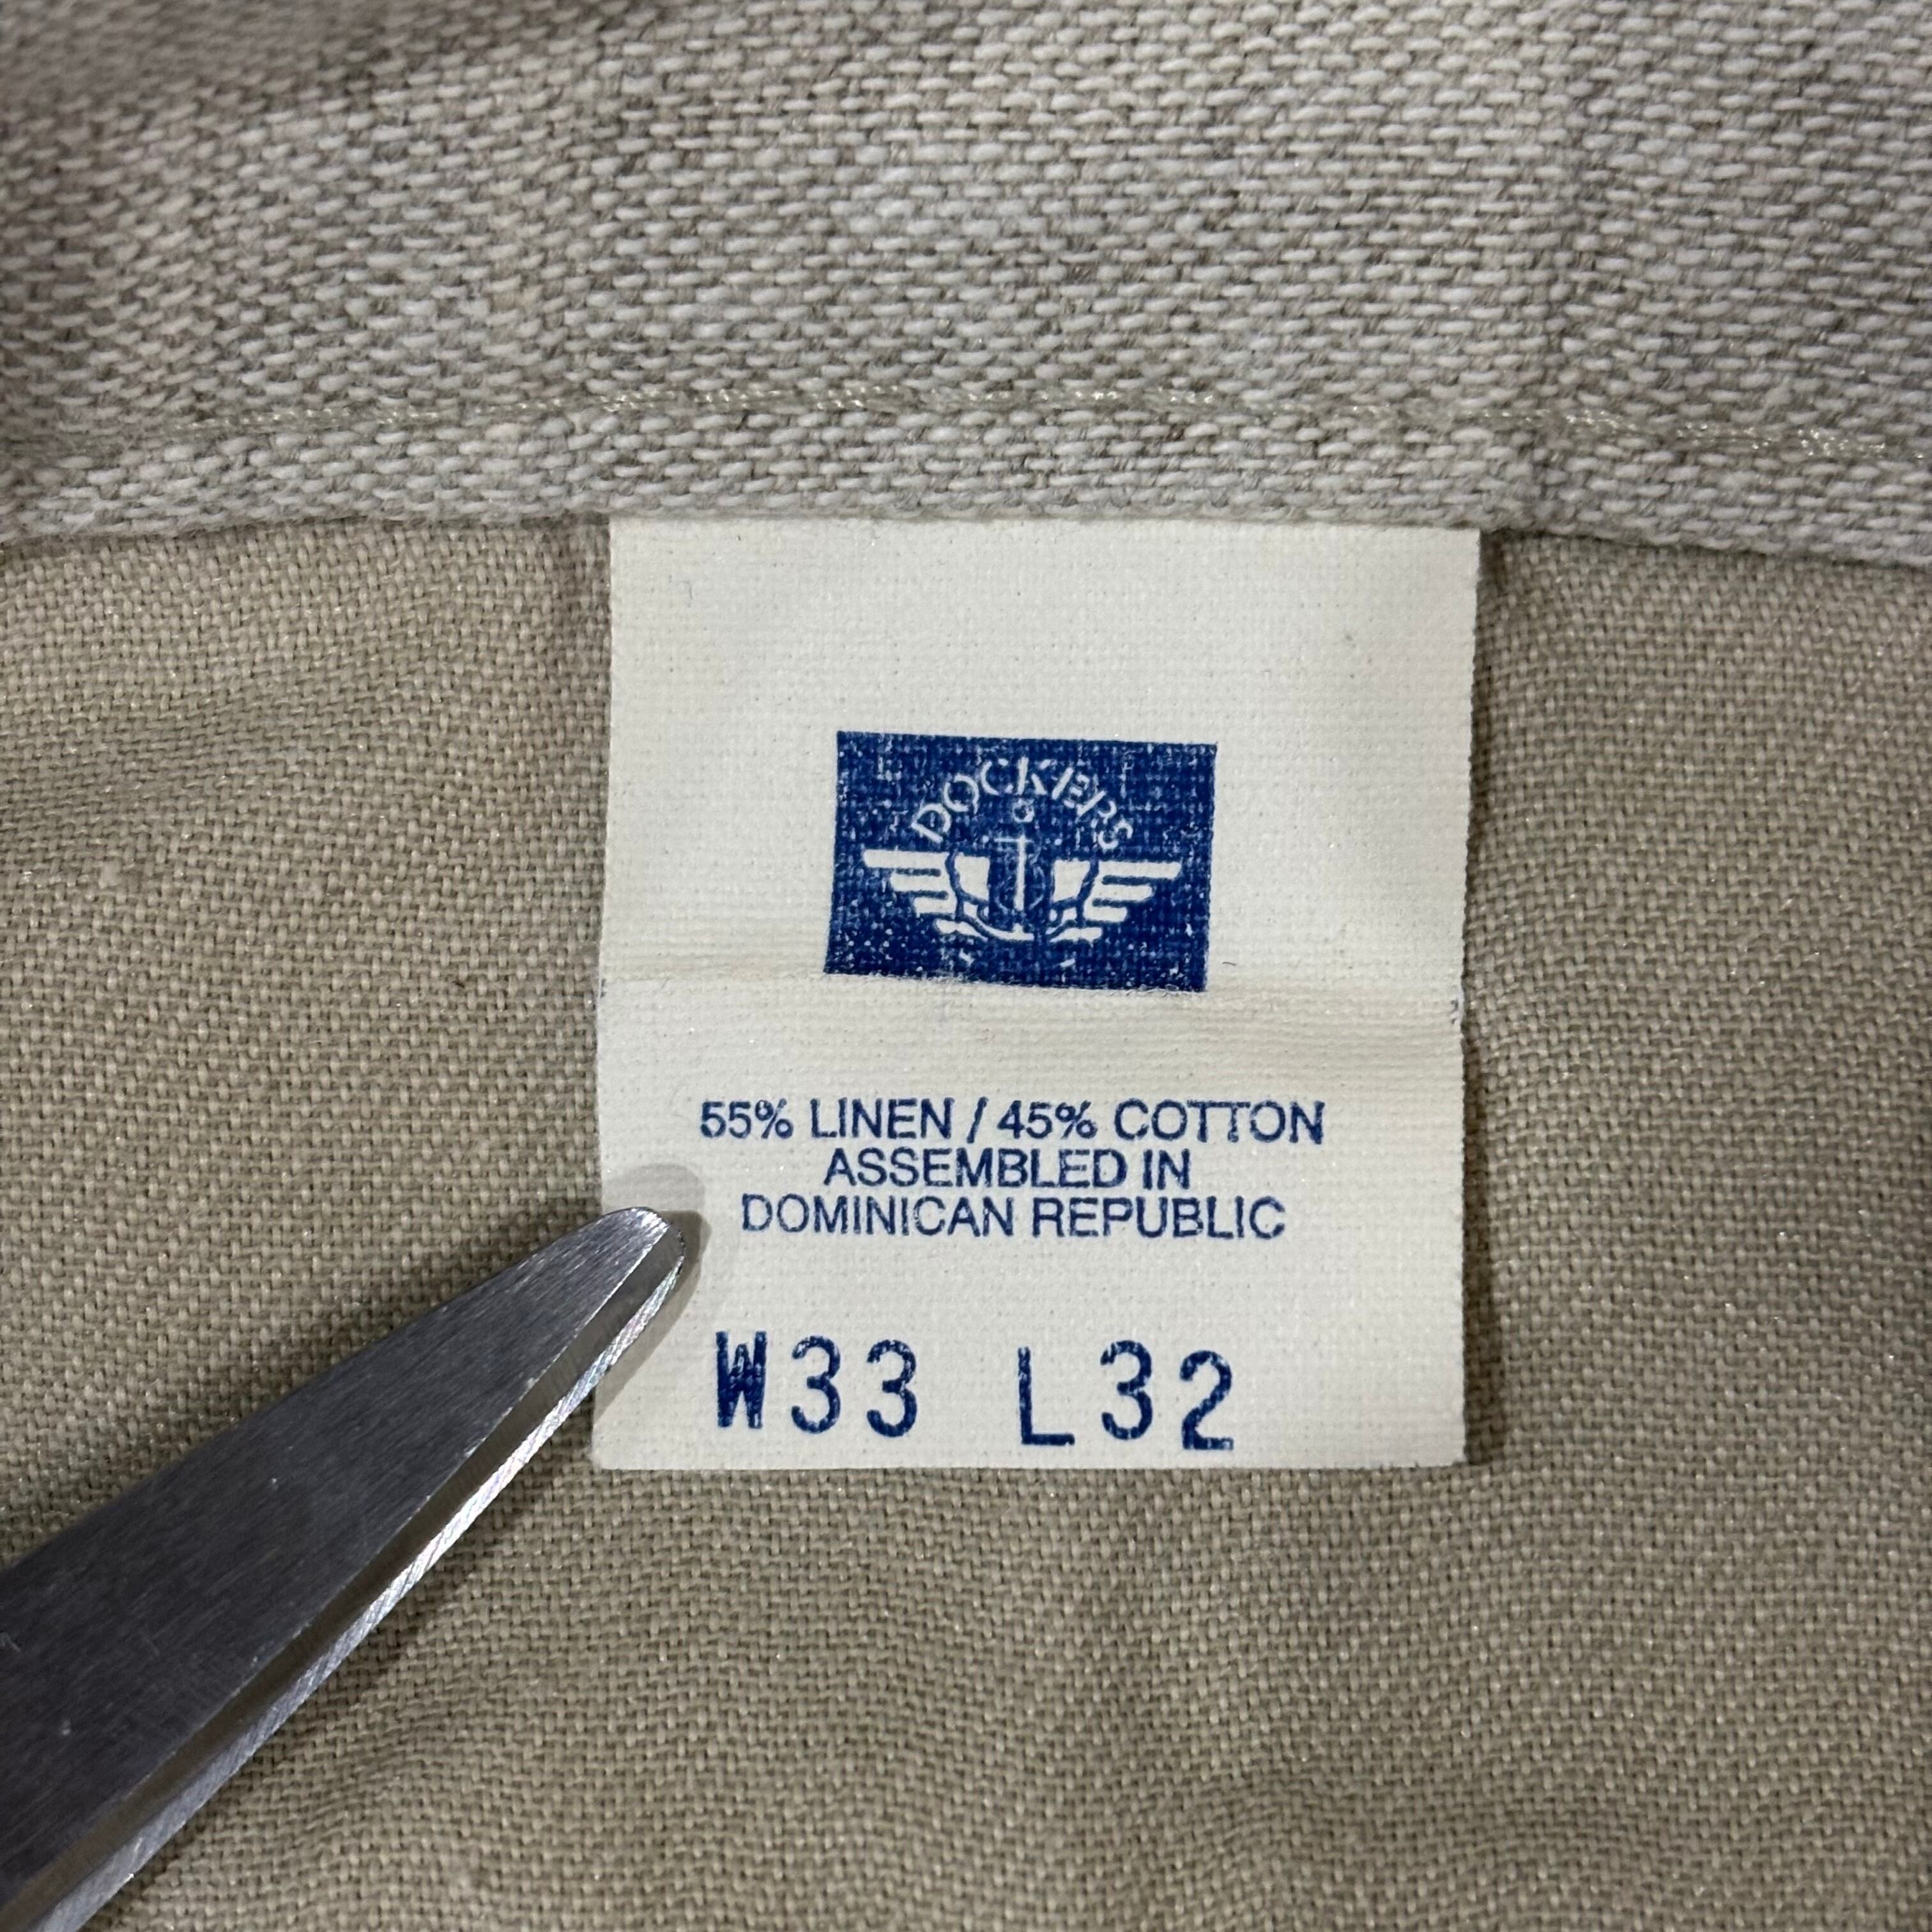 DOCKERS
55% LINEN / 45% COTTON
ASSEMBLED IN
DOMINICAN REPUBLIC
W33 L32